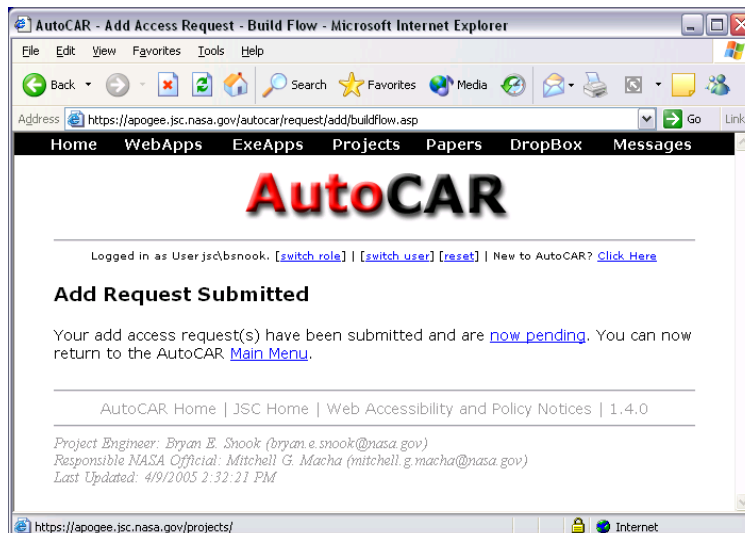 AutoCAR - Add Access Request - Build Flow - Microsoft Internet Explorer
File Edit View Favorites Tools Help
Back Search Favorites Media
Address https://apogee.jsc.nasa.gov/autocar/request/add/buildflow.asp Go Link
Home WebApps ExeApps Projects Papers DropBox Messages
AutoCAR
Logged in as User jsc\bsnook. [switch role] | [switch user] [reset] | New to AutoCAR? Click Here
Add Request Submitted
Your add access request(s) have been submitted and are now pending. You can now
return to the AutoCAR Main Menu.
AutoCAR Home | JSC Home | Web Accessibility and Policy Notices | 1.4.0
Project Engineer: Bryan E. Snook (bryan.e.snook@nasa.gov)
Responsible NASA Official: Mitchell G. Macha (mitchell.g.macha@nasa.gov)
Last Updated: 4/9/2005 2:32:21 PM
https://apogee.jsc.nasa.gov/projects/ Internet